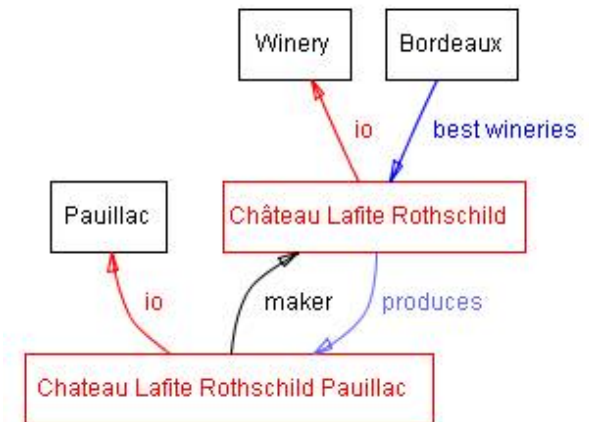 Winery
Bordeaux
io
best wineries
Pauillac
Château Lafite Rothschild
io
maker
produces
Chateau Lafite Rothschild Pauillac